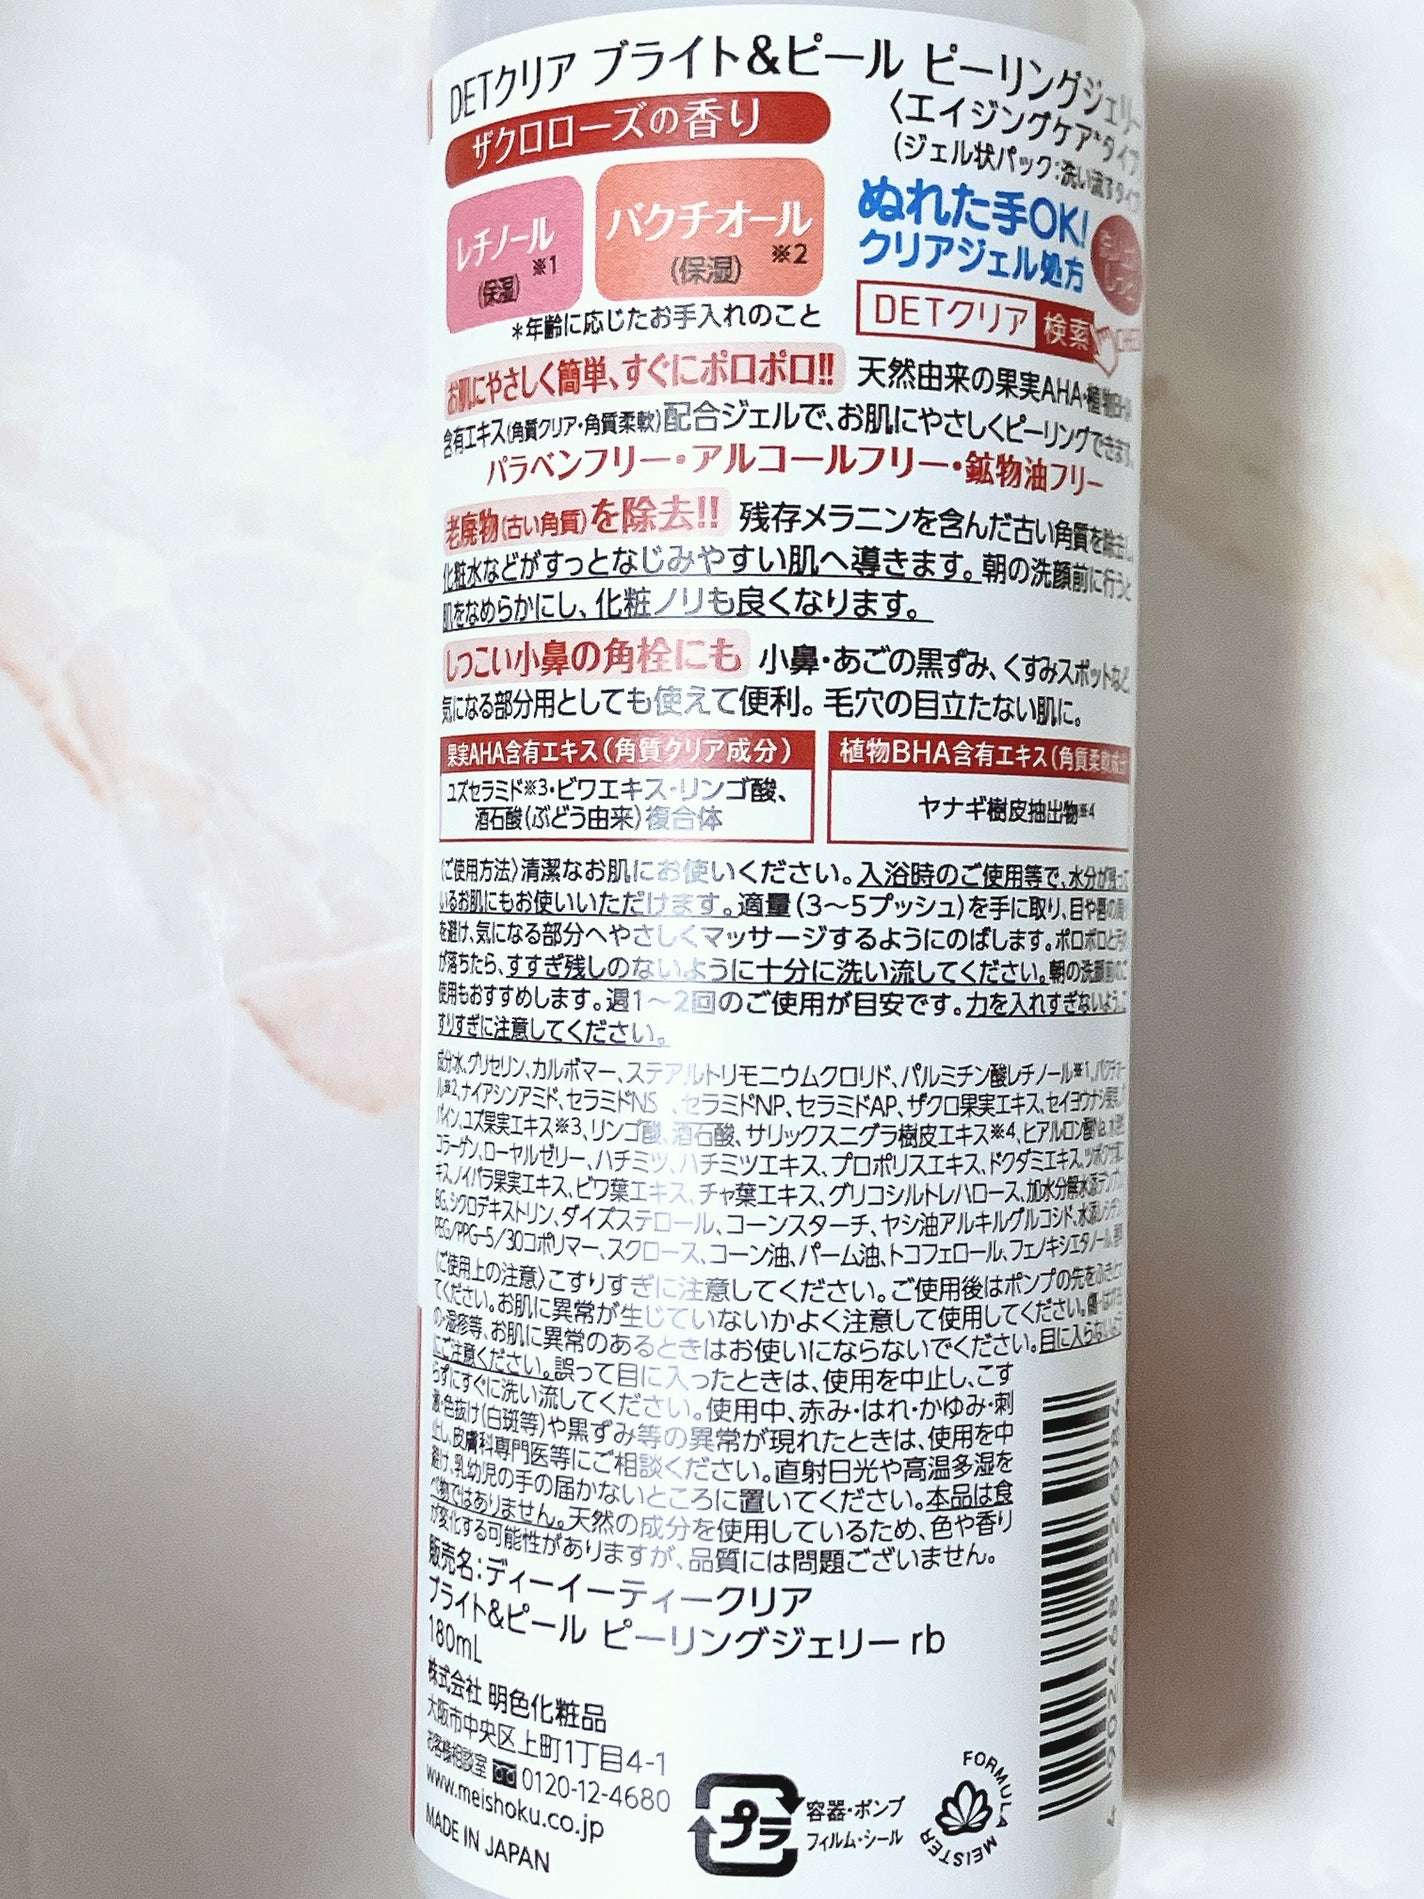 DETクリア ブライト&ピール ピーリングジェリー
ザクロローズの香り
〈エイジングケア*タイプ
(ジェル状パック:洗い流すタイプ
レチノール※1
(保湿)
バクチオール※2
(保湿)
ぬれた手OK!
クリアジェル処方
*年齢に応じたお手入れのこと
DETクリア 検索
お肌にやさしく簡単、すぐにポロポロ!! 天然由来の果実AHA・植物BHA
含有エキス(角質クリア・角質柔軟)配合ジェルで、お肌にやさしくピーリングできます。
パラベンフリー・アルコールフリー・鉱物油フリー
老廃物(古い角質)を除去!! 残存メラニンを含んだ古い角質を除去し、
化粧水などがすっとなじみやすい肌へ導きます。朝の洗顔前に行うと
肌をなめらかにし、化粧ノリも良くなります。
しつこい小鼻の角栓にも 小鼻・あごの黒ずみ、くすみスポットなど、
気になる部分用としても使えて便利。毛穴の目立たない肌に。
果実AHA含有エキス(角質クリア成分)
ユズセラミド※3・ビワエキス・リンゴ酸、
酒石酸(ぶどう由来)複合体
植物BHA含有エキス(角質柔軟成分
ヤナギ樹皮抽出物※4
〈ご使用方法〉清潔なお肌にお使いください。入浴時のご使用等で、水分が残って
いるお肌にもお使いいただけます。適量(3〜5プッシュ)を手に取り、目や唇の周り
を避け、気になる部分へやさしくマッサージするようにのばします。ポロポロと
が落ちたら、すすぎ残しのないように十分に洗い流してください。朝の洗顔前のご
使用もおすすめします。週1〜2回のご使用が目安です。力を入れすぎないよう、こ
すりすぎに注意してください。
成分:水、グリセリン、カルボマー、ステアルトリモニウムクロリド、パルミチン酸レチノール※1、バクチオー
ル※2、ナイアシンアミド、セラミドNS、セラミドNP、セラミドAP、ザクロ果実エキス、セイヨウナシ果実
パイン、ユズ果実エキス※3、リンゴ酸、酒石酸、サリックスニグラ樹皮エキス※4、ヒアルロン酸Na、水溶性
コラーゲン、ローヤルゼリー、ハチミツ、ハチミツエキス、プロポリスエキス、ドクダミエキス、ツボクサ
キス、ノイバラ果実エキス、ビワ葉エキス、チャ葉エキス、グリコシルトレハロース、加水分解水添デンプン
BG、シクロデキストリン、ダイズステロール、コーンスターチ、ヤシ油アルキルグルコシド、水添レシチン
PEG/PPG-5/30コポリマー、スクロース、コーン油、パーム油、トコフェロール、フェノキシエタノール、香料
〈ご使用上の注意〉こすりすぎに注意してください。ご使用後はポンプの先をふきとっ
てください。お肌に異常が生じていないかよく注意して使用してください。傷・はれ
の・湿疹等、お肌に異常のあるときはお使いにならないでください。目に入らないよう
にご注意ください。誤って目に入ったときは、使用を中止し、こす
らずにすぐに洗い流してください。使用中、赤み・はれ・かゆみ・刺
激・色抜け(白斑等)や黒ずみ等の異常が現れたときは、使用を中
止し、皮膚科専門医等にご相談ください。直射日光や高温多湿を
避け、乳幼児の手の届かないところに置いてください。本品は食
べ物ではありません。天然の成分を使用しているため、色や香り
が変化する可能性がありますが、品質には問題ございません。
販売名:ディーイーティークリア
ブライト&ピール ピーリングジェリー rb
180mL
株式会社 明色化粧品
大阪市中央区上町1丁目4-1
お客様相談室 0120-12-4680
www.meishoku.co.jp
MADE IN JAPAN
プラ
容器・ポンプ
フィルム・シール
FORMULA MEISTER